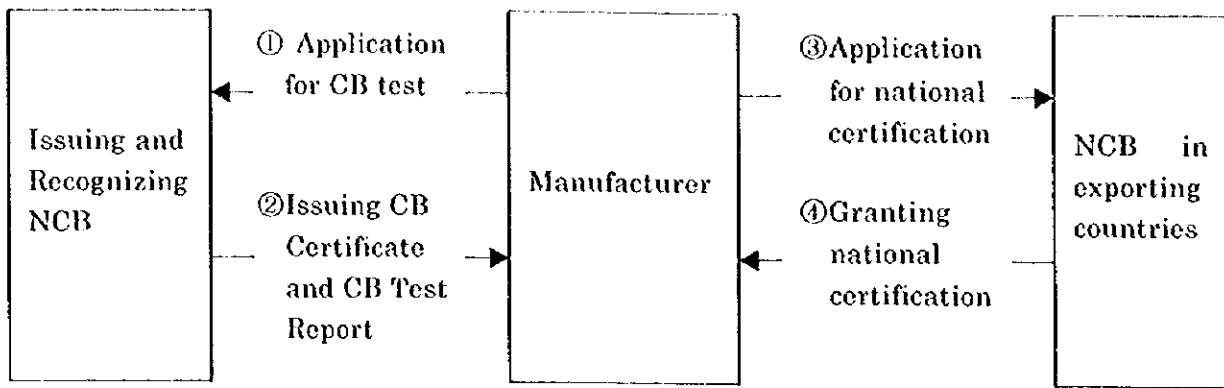 ① Application
for CB test
③Application
for national
certification
Issuing and
Recognizing
NCB
Manufacturer
NCB in
exporting
countries
②Issuing CB
Certificate
and CB Test
Report
④Granting
national
certification